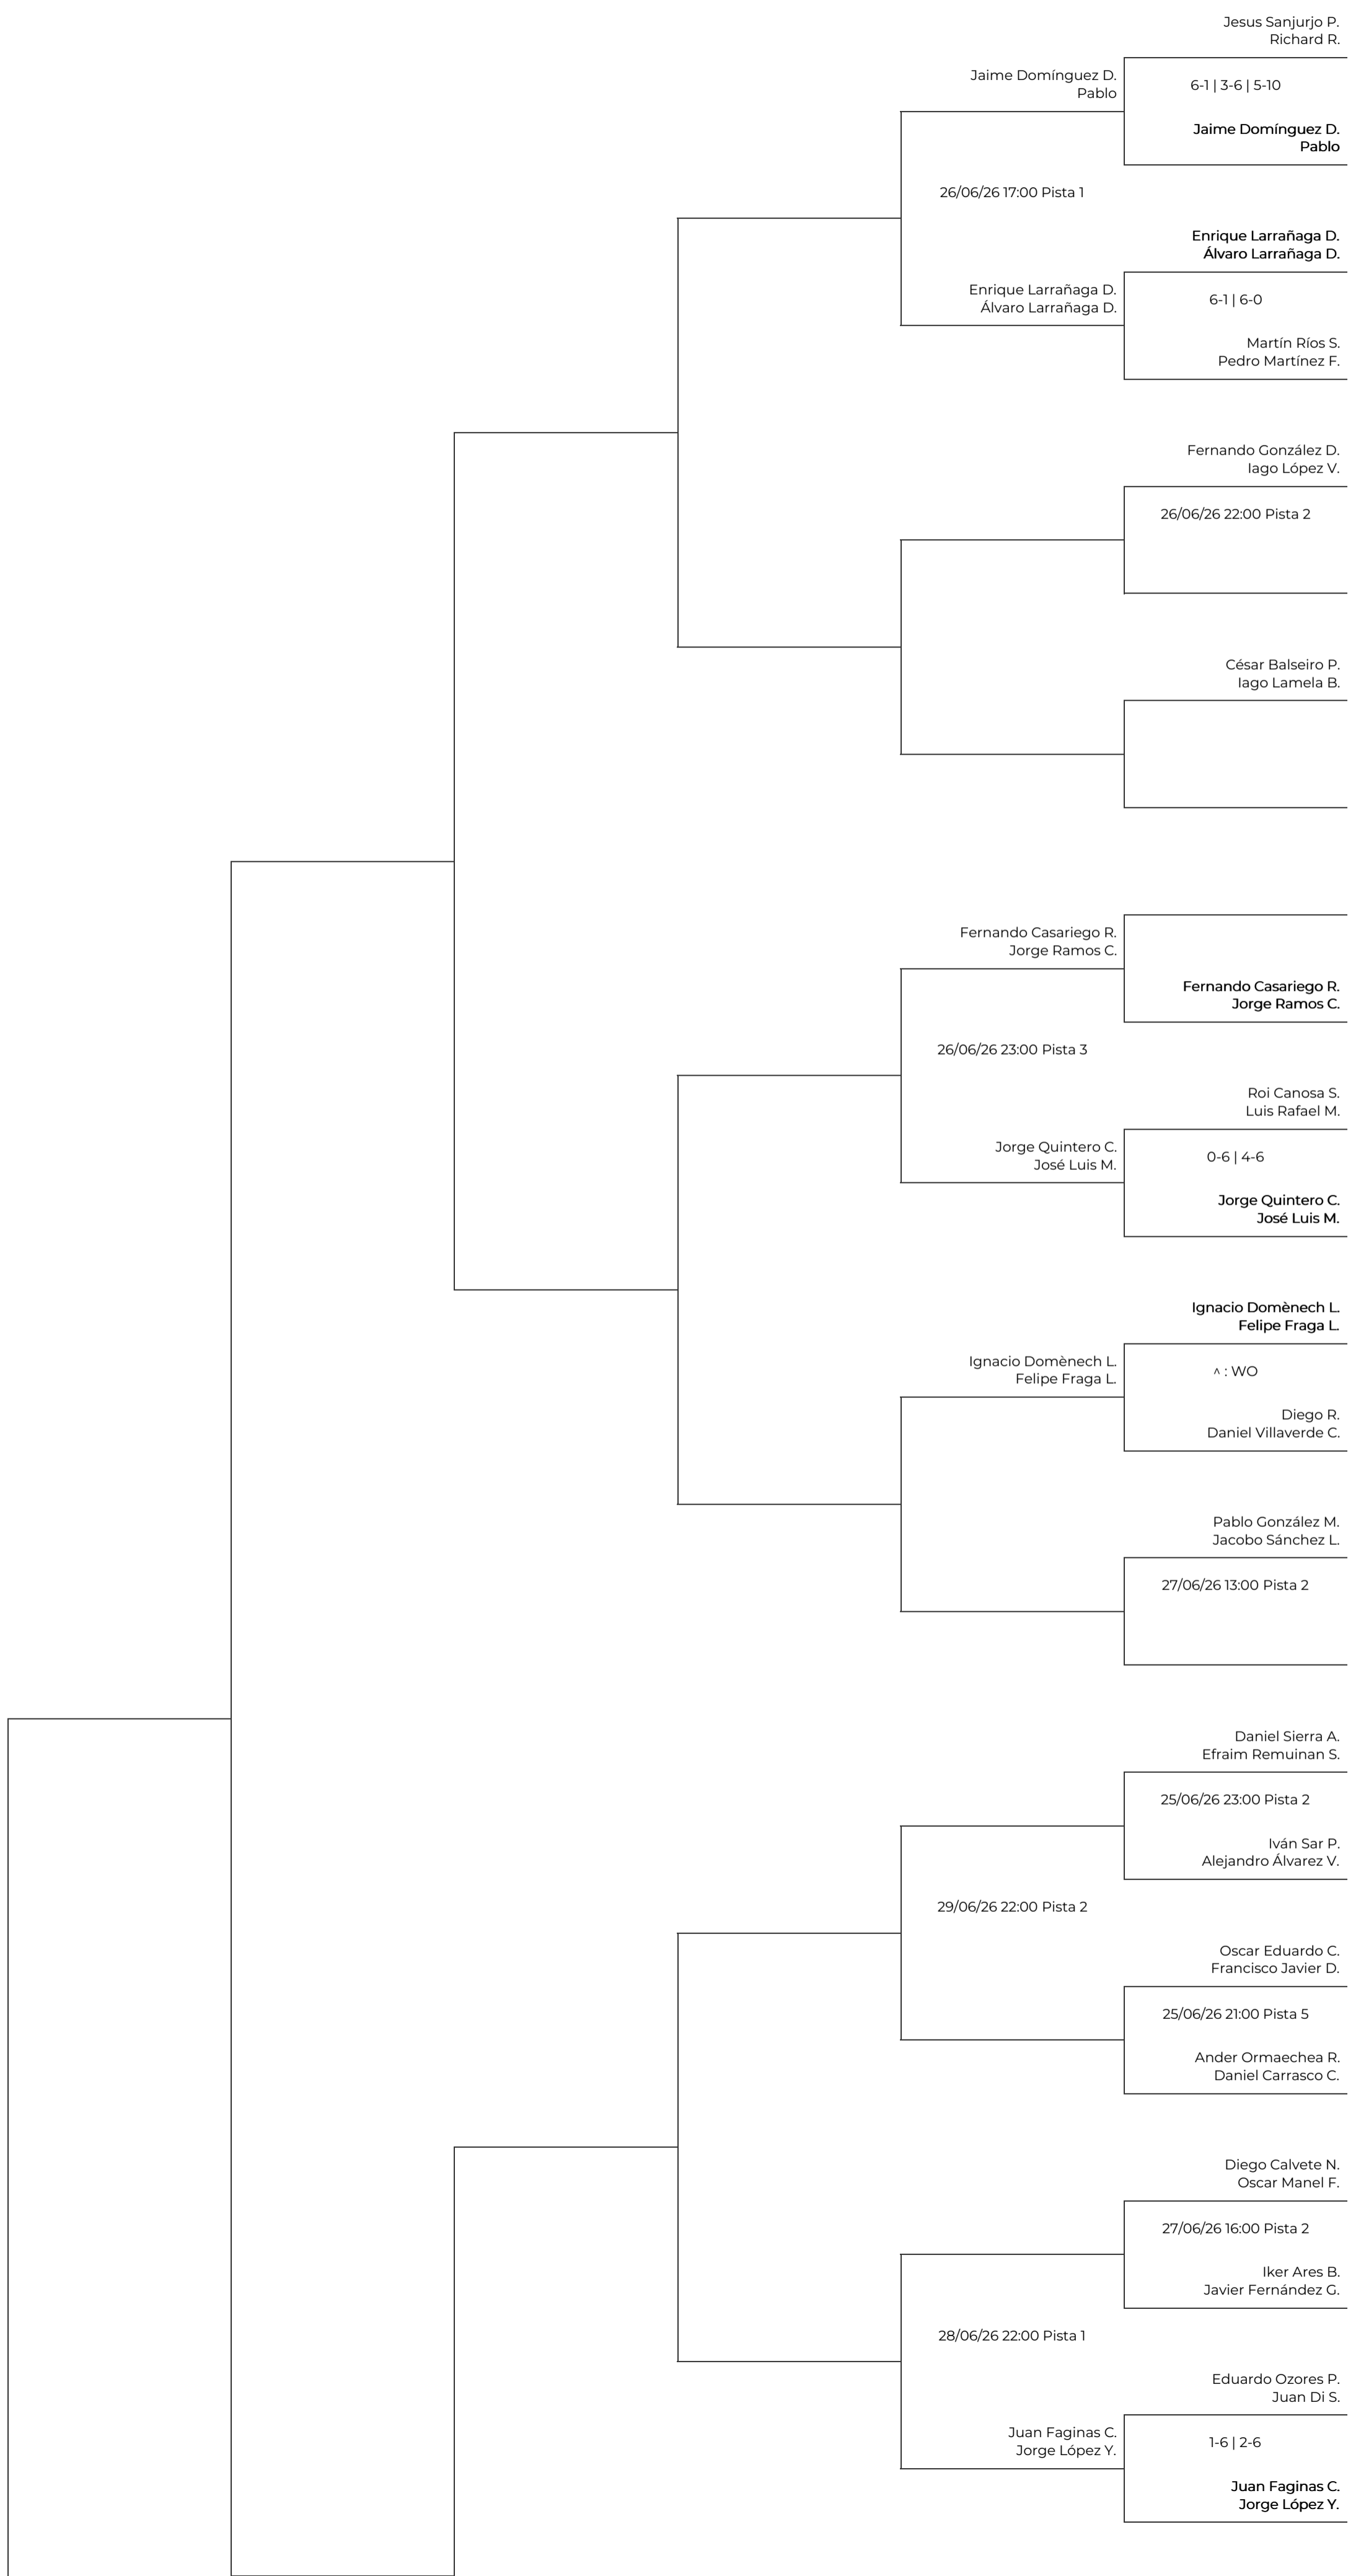 Jesus Sanjurjo P.
Richard R.
Jaime Domínguez D.
Pablo
6-1 | 3-6 | 5-10
Jaime Domínguez D.
Pablo
26/06/26 17:00 Pista 1
Enrique Larrañaga D.
Álvaro Larrañaga D.
Enrique Larrañaga D.
Álvaro Larrañaga D.
6-1 | 6-0
Martín Ríos S.
Pedro Martínez F.
Fernando González D.
Iago López V.
26/06/26 22:00 Pista 2
César Balseiro P.
Iago Lamela B.
Fernando Casariego R.
Jorge Ramos C.
Fernando Casariego R.
Jorge Ramos C.
26/06/26 23:00 Pista 3
Roi Canosa S.
Luis Rafael M.
Jorge Quintero C.
José Luis M.
0-6 | 4-6
Jorge Quintero C.
José Luis M.
Ignacio Domènech L.
Felipe Fraga L.
Ignacio Domènech L.
Felipe Fraga L.
^ : WO
Diego R.
Daniel Villaverde C.
Pablo González M.
Jacobo Sánchez L.
27/06/26 13:00 Pista 2
Daniel Sierra A.
Efraim Remuinan S.
25/06/26 23:00 Pista 2
Iván Sar P.
Alejandro Álvarez V.
29/06/26 22:00 Pista 2
Oscar Eduardo C.
Francisco Javier D.
25/06/26 21:00 Pista 5
Ander Ormaechea R.
Daniel Carrasco C.
Diego Calvete N.
Oscar Manel F.
27/06/26 16:00 Pista 2
Iker Ares B.
Javier Fernández G.
28/06/26 22:00 Pista 1
Eduardo Ozores P.
Juan Di S.
Juan Faginas C.
Jorge López Y.
1-6 | 2-6
Juan Faginas C.
Jorge López Y.